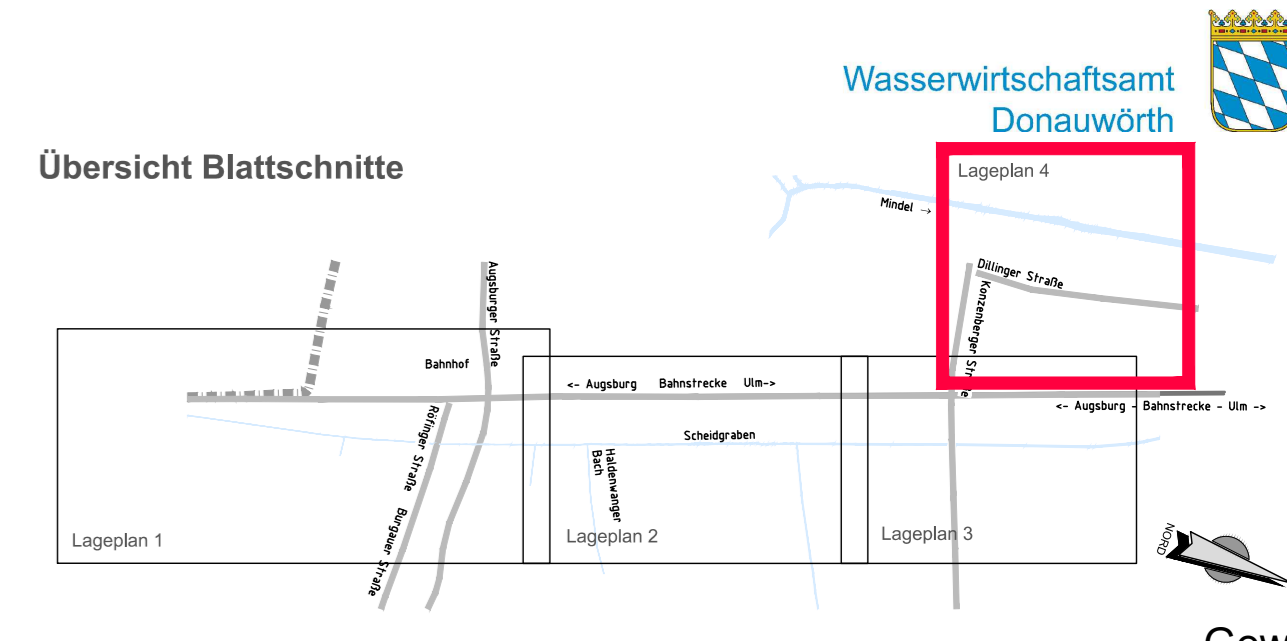 Wasserwirtschaftsamt
Donauwörth
Übersicht Blattschnitte
Lageplan 4
Mindel →
Dillinger Straße
Konzenberger Straße
Augsburger Straße
Bahnhof
<- Augsburg Bahnstrecke Ulm->
<- Augsburg - Bahnstrecke - Ulm ->
Röfinger Straße Burgauer Straße
Scheidgraben
Haldenwanger
Bach
Lageplan 1
Lageplan 2
Lageplan 3
NORD